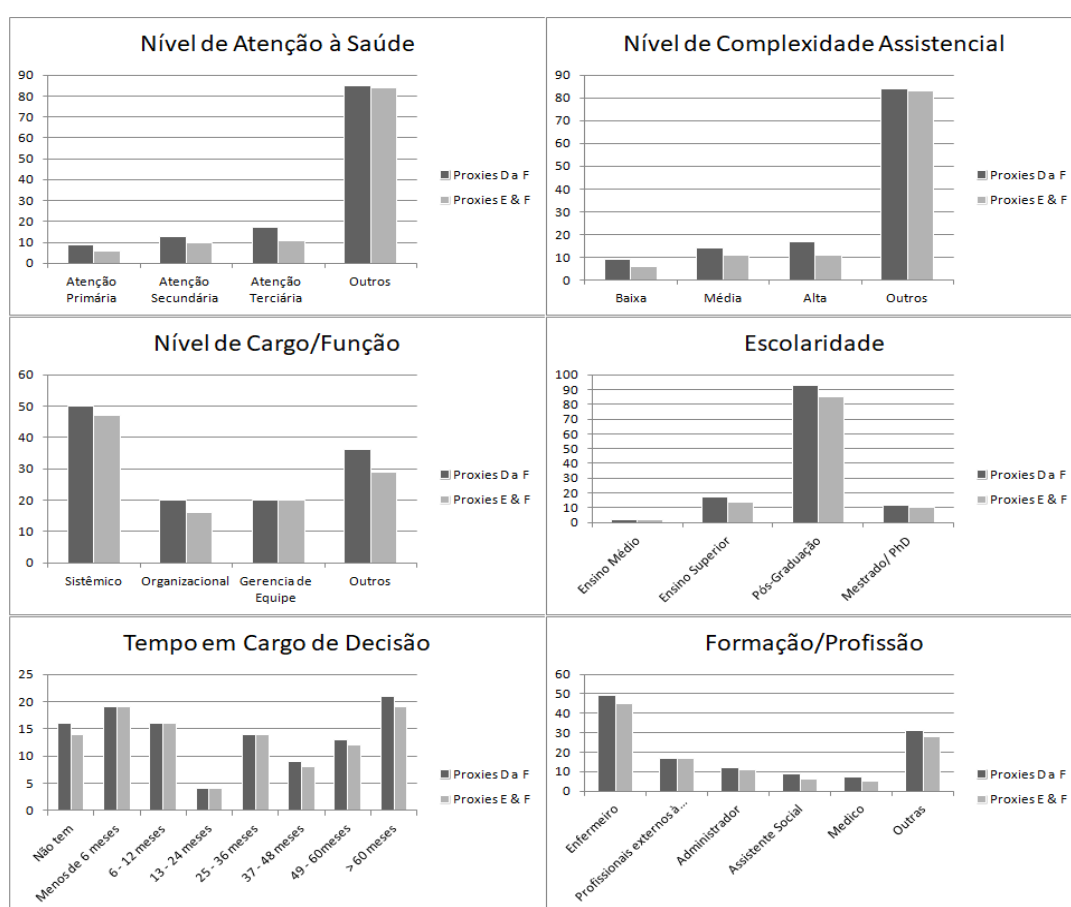 Nível de Atenção à Saúde
90
80
70
60
50
40
30
20
10
0
Atenção Primária
Atenção Secundária
Atenção Terciária
Outros
Proxies D a F
Proxies E & F
Nível de Complexidade Assistencial
90
80
70
60
50
40
30
20
10
0
Baixa
Média
Alta
Outros
Proxies D a F
Proxies E & F
Nível de Cargo/Função
60
50
40
30
20
10
0
Sistêmico
Organizacional
Gerencia de Equipe
Outros
Proxies D a F
Proxies E & F
Escolaridade
100
90
80
70
60
50
40
30
20
10
0
Ensino Médio
Ensino Superior
Pós-Graduação
Mestrado/ PhD
Proxies D a F
Proxies E & F
Tempo em Cargo de Decisão
25
20
15
10
5
0
Não tem
Menos de 6 meses
6 - 12 meses
13 - 24 meses
25 - 36 meses
37 - 48 meses
49 - 60meses
> 60 meses
Proxies D a F
Proxies E & F
Formação/Profissão
60
50
40
30
20
10
0
Enfermeiro
Profissionais externos à...
Administrador
Assistente Social
Medico
Outras
Proxies D a F
Proxies E & F